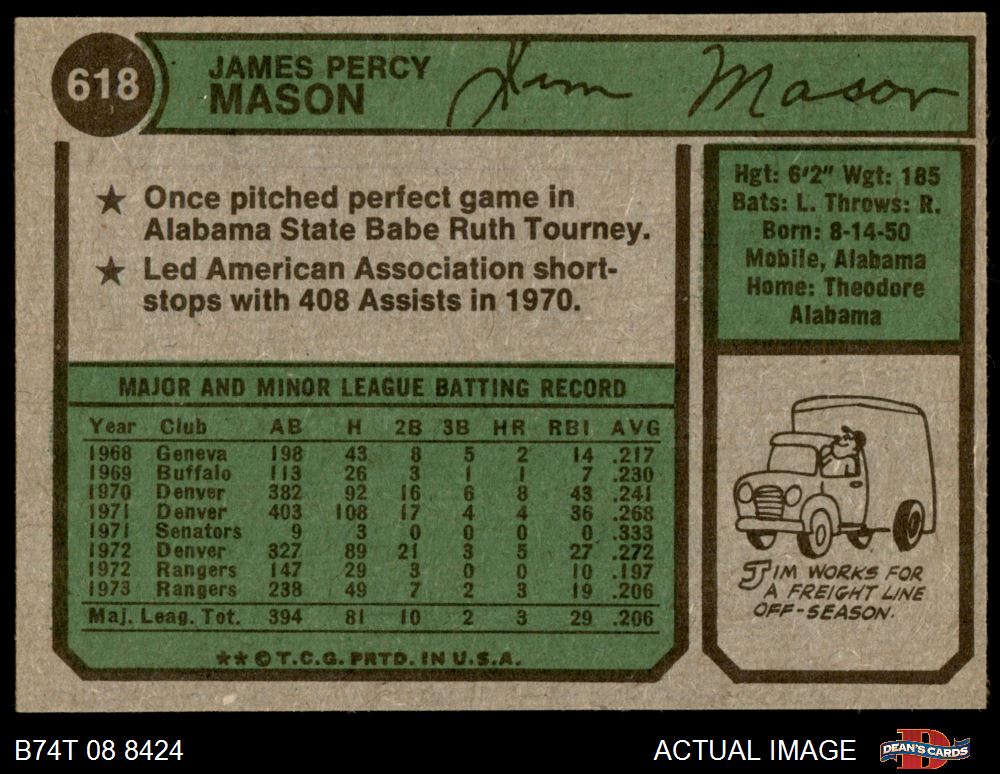 618
JAMES PERCY
MASON
Jim Mason
★ Once pitched perfect game in
Alabama State Babe Ruth Tourney.
★ Led American Association short-
stops with 408 Assists in 1970.
Hgt: 6'2" Wgt: 185
Bats: L. Throws: R.
Born: 8-14-50
Mobile, Alabama
Home: Theodore
Alabama
MAJOR AND MINOR LEAGUE BATTING RECORD
Year Club AB H 2B 3B HR RBI AVG
1968 Geneva 198 43 8 5 2 14 .217
1969 Buffalo 113 26 3 1 1 7 .230
1970 Denver 382 92 16 6 8 43 .241
1971 Denver 403 108 17 4 4 36 .268
1971 Senators 9 3 0 0 0 0 .333
1972 Denver 327 89 21 3 5 27 .272
1972 Rangers 147 29 3 0 0 10 .197
1973 Rangers 238 49 7 2 3 19 .206
Maj. Leag. Tot. 394 81 10 2 3 29 .206
★★ © T.C.G. PRTD. IN U.S.A.
JIM WORKS FOR
A FREIGHT LINE
OFF-SEASON.
B74T 08 8424
ACTUAL IMAGE
DEAN'S CARDS